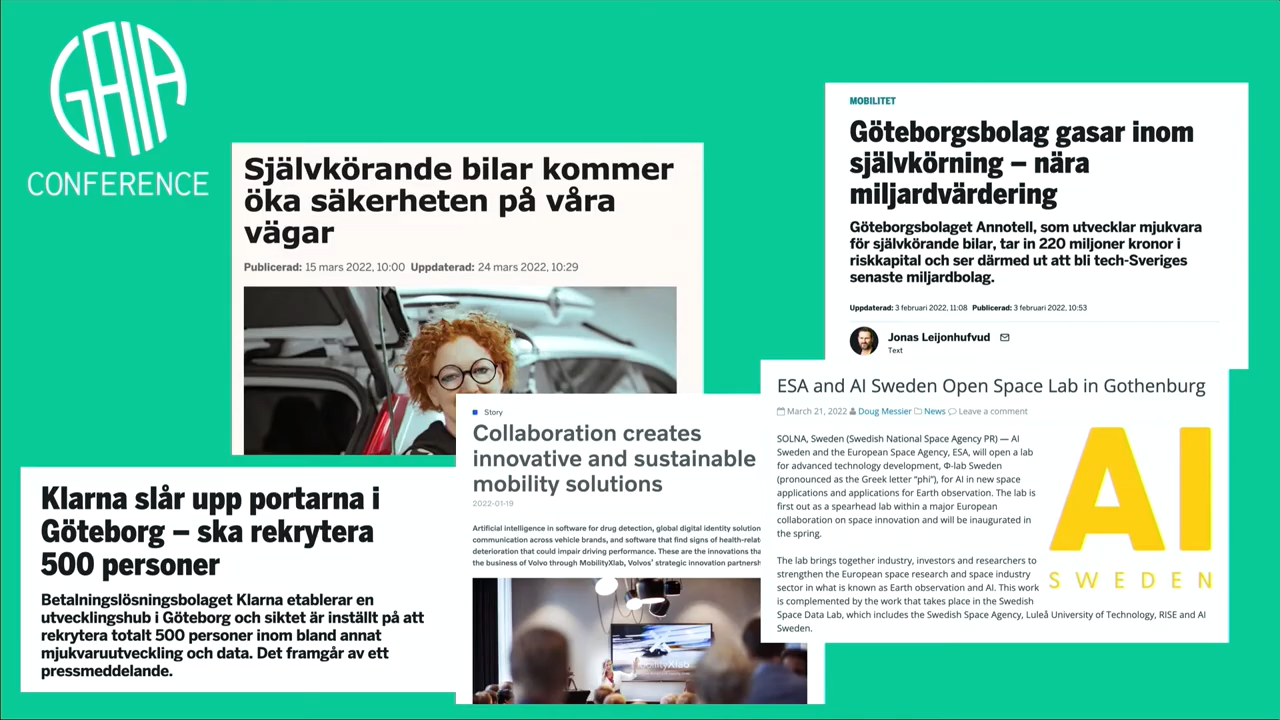 GAIA
CONFERENCE
Självkörande bilar kommer
öka säkerheten på våra
vägar
Publicerad: 15 mars 2022, 10:00 Uppdaterad: 24 mars 2022, 10:29
MOBILITET
Göteborgsbolag gasar inom
självkörning – nära
miljardvärdering
Göteborgsbolaget Annotell, som utvecklar mjukvara
för självkörande bilar, tar in 220 miljoner kronor i
riskkapital och ser därmed ut att bli tech-Sveriges
senaste miljardbolag.
Uppdaterad: 3 februari 2022, 11:08 Publicerad: 3 februari 2022, 10:53
Jonas Leijonhufvud
Text
Klarna slår upp portarna i
Göteborg – ska rekrytera
500 personer
Betalningslösningsbolaget Klarna etablerar en
utvecklingshub i Göteborg och siktet är inställt på att
rekrytera totalt 500 personer inom bland annat
mjukvaruutveckling och data. Det framgår av ett
pressmeddelande.
Story
Collaboration creates
innovative and sustainable
mobility solutions
2022-01-19
Artificial intelligence in software for drug detection, global digital identity solution
communication across vehicle brands, and software that find signs of health-relat
deterioration that could impair driving performance. These are the innovations tha
the business of Volvo through MobilityXlab, Volvos' strategic innovation partnersh
MobilityXlab
ESA and AI Sweden Open Space Lab in Gothenburg
March 21, 2022 Doug Messier News Leave a comment
SOLNA, Sweden (Swedish National Space Agency PR) — AI
Sweden and the European Space Agency, ESA, will open a lab
for advanced technology development, Φ-lab Sweden
(pronounced as the Greek letter "phi"), for AI in new space
applications and applications for Earth observation. The lab is
first out as a spearhead lab within a major European
collaboration on space innovation and will be inaugurated in
the spring.
The lab brings together industry, investors and researchers to
strengthen the European space research and space industry
sector in what is known as Earth observation and AI. This work
is complemented by the work that takes place in the Swedish
Space Data Lab, which includes the Swedish Space Agency, Luleå University of Technology, RISE and AI
Sweden.
AI
SWEDEN